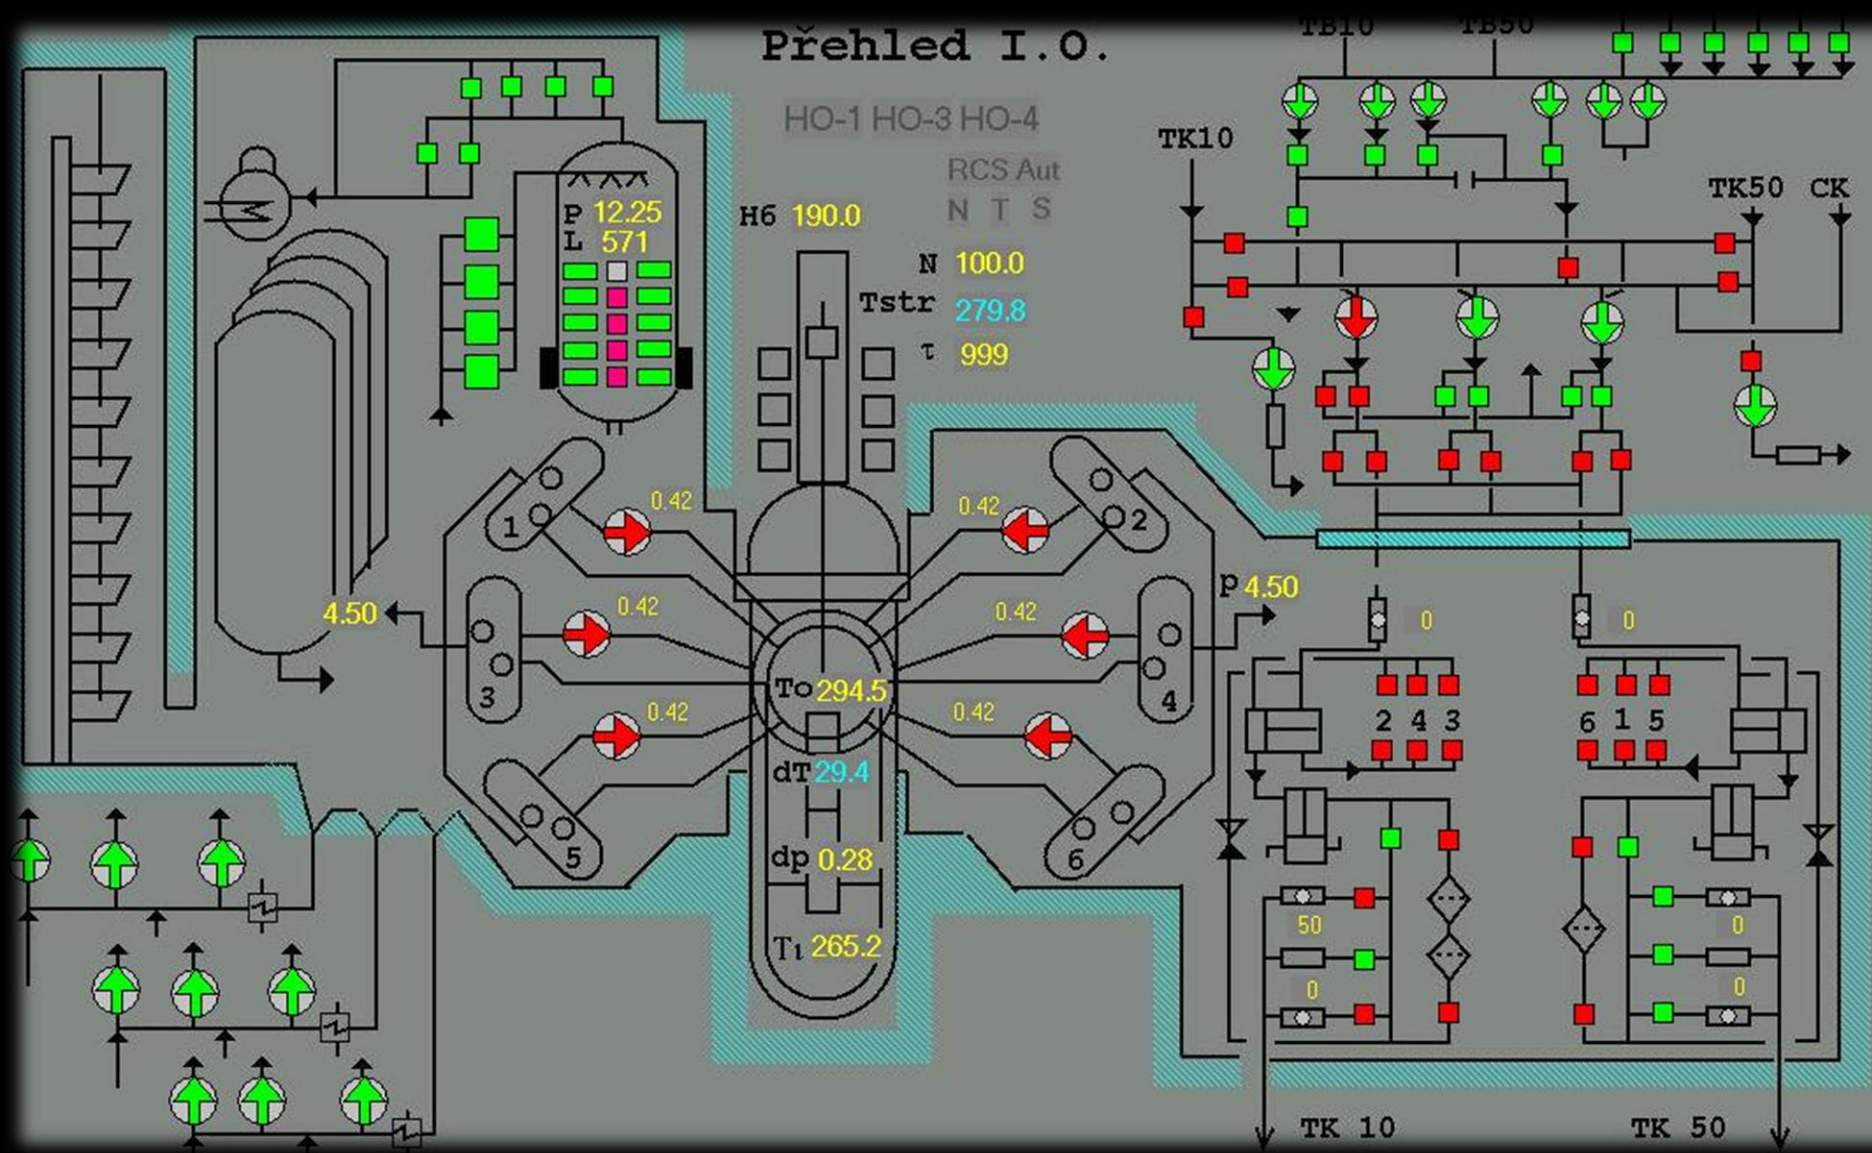 Přehled I.O.
TB10 TB50
HO-1 HO-3 HO-4
TK10
RCS Aut
N T S
TK50 CK
P 12.25
L 571
H6 190.0
N 100.0
Tstr 279.8
τ 999
0.42 0.42
1 2
4.50 0.42 0.42 p 4.50
0 0
3 4
To 294.5
0.42 0.42
2 4 3 6 1 5
dT 29.4
5 6
dp 0.28
50 0
T1 265.2
0 0
TK 10 TK 50